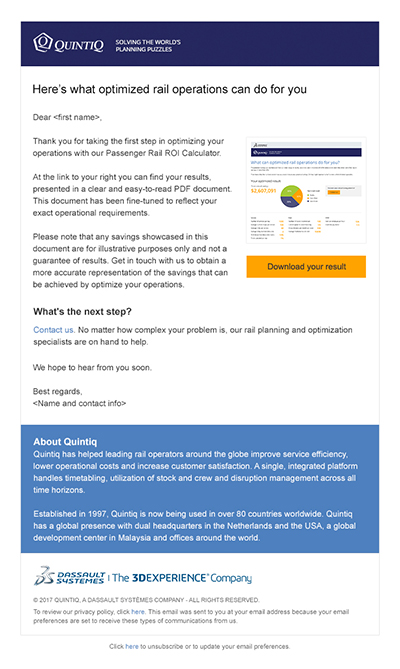 QUINTIQ
SOLVING THE WORLD'S
PLANNING PUZZLES
Here's what optimized rail operations can do for you
Dear <first name>,
Thank you for taking the first step in optimizing your
operations with our Passenger Rail ROI Calculator.
At the link to your right you can find your results,
presented in a clear and easy-to-read PDF document.
This document has been fine-tuned to reflect your
exact operational requirements.
Please note that any savings showcased in this
document are for illustrative purposes only and not a
guarantee of results. Get in touch with us to obtain a
more accurate representation of the savings that can
be achieved by optimize your operations.
QUINTIQ
What can optimized rail operations do for you?
Your optimized result
$2,607,091
Download your result
What's the next step?
Contact us. No matter how complex your problem is, our rail planning and optimization
specialists are on hand to help.
We hope to hear from you soon.
Best regards,
<Name and contact info>
About Quintiq
Quintiq has helped leading rail operators around the globe improve service efficiency,
lower operational costs and increase customer satisfaction. A single, integrated platform
handles timetabling, utilization of stock and crew and disruption management across all
time horizons.
Established in 1997, Quintiq is now being used in over 80 countries worldwide. Quintiq
has a global presence with dual headquarters in the Netherlands and the USA, a global
development center in Malaysia and offices around the world.
DASSAULT
SYSTEMES | The 3DEXPERIENCE Company
© 2017 QUINTIQ, A DASSAULT SYSTÈMES COMPANY - ALL RIGHTS RESERVED.
To review our privacy policy, click here. This email was sent to you at your email address because your email
preferences are set to receive these types of communications from us.
Click here to unsubscribe or to update your email preferences.